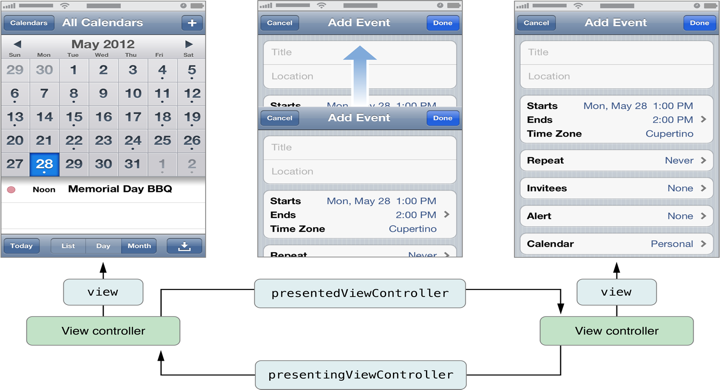 Calendars All Calendars +
May 2012
Sun Mon Tue Wed Thu Fri Sat
29 30 1 2 3 4 5
6 7 8 9 10 11 12
13 14 15 16 17 18 19
20 21 22 23 24 25 26
27 28 29 30 31 1 2
Noon Memorial Day BBQ
Today List Day Month
Cancel Add Event Done
Title
Location
Starts Mon, May 28 1:00 PM
Cancel Add Event Done
Title
Location
Starts Mon, May 28 1:00 PM
Ends 2:00 PM
Time Zone Cupertino
Repeat Never
Cancel Add Event Done
Title
Location
Starts Mon, May 28 1:00 PM
Ends 2:00 PM
Time Zone Cupertino
Repeat Never
Invitees None
Alert None
Calendar Personal
view
presentedViewController
view
View controller
View controller
presentingViewController